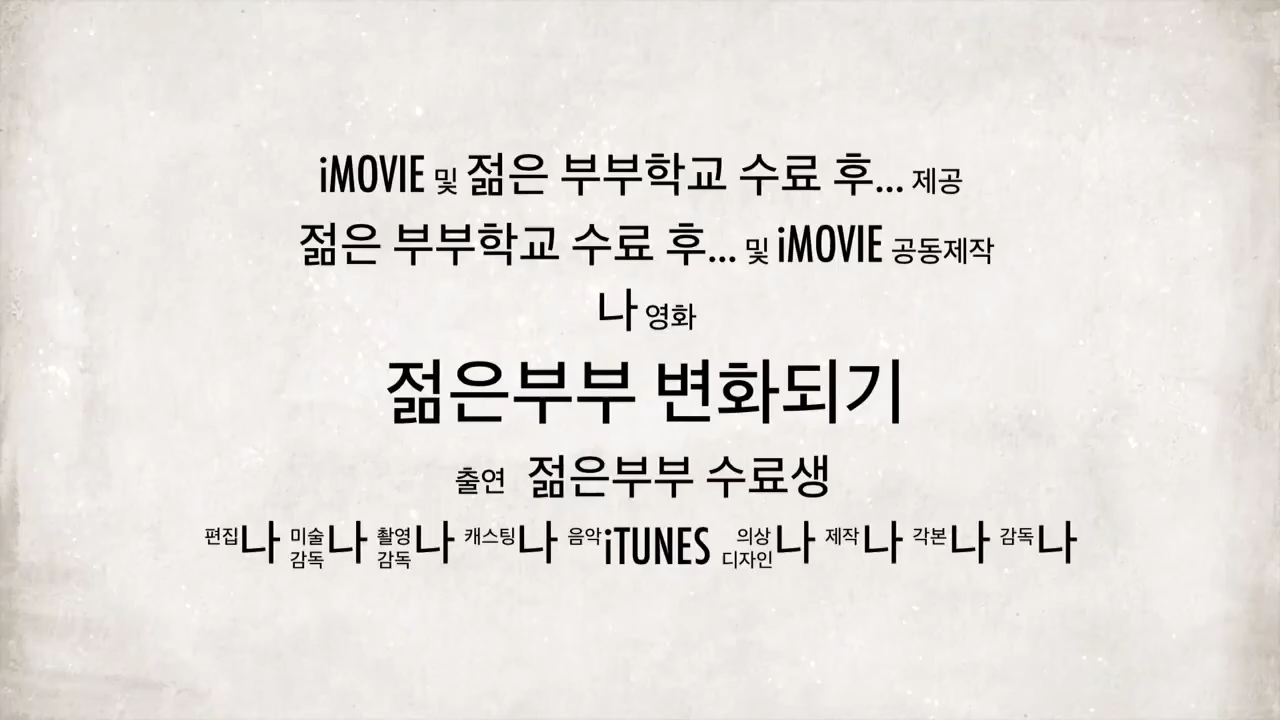 iMOVIE 및 젊은 부부학교 수료 후... 제공
젊은 부부학교 수료 후... 및 iMOVIE 공동제작
나 영화
젊은부부 변화되기
출연 젊은부부 수료생
편집 나 미술감독 나 촬영감독 나 캐스팅 나 음악 iTUNES 의상디자인 나 제작 나 각본 나 감독 나